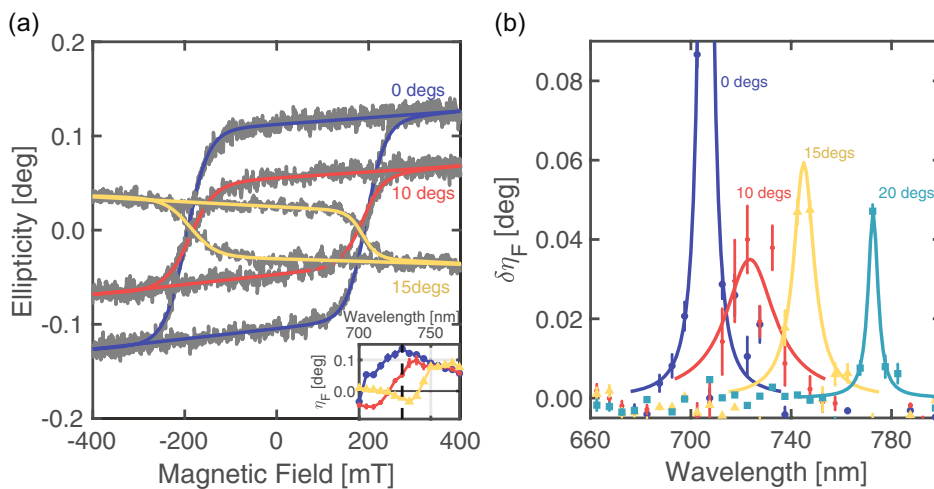 (a)
0.2
0.1
0.0
-0.1
-0.2
Ellipticity [deg]
0 degs
10 degs
15degs
-400
-200
0
200
400
Magnetic Field [mT]
Wavelength [nm]
700
750
0.1
0.0
η_F [deg]
(b)
0.08
0.06
0.04
0.02
0.00
δη_F [deg]
0 degs
10 degs
15degs
20 degs
660
700
740
780
Wavelength [nm]